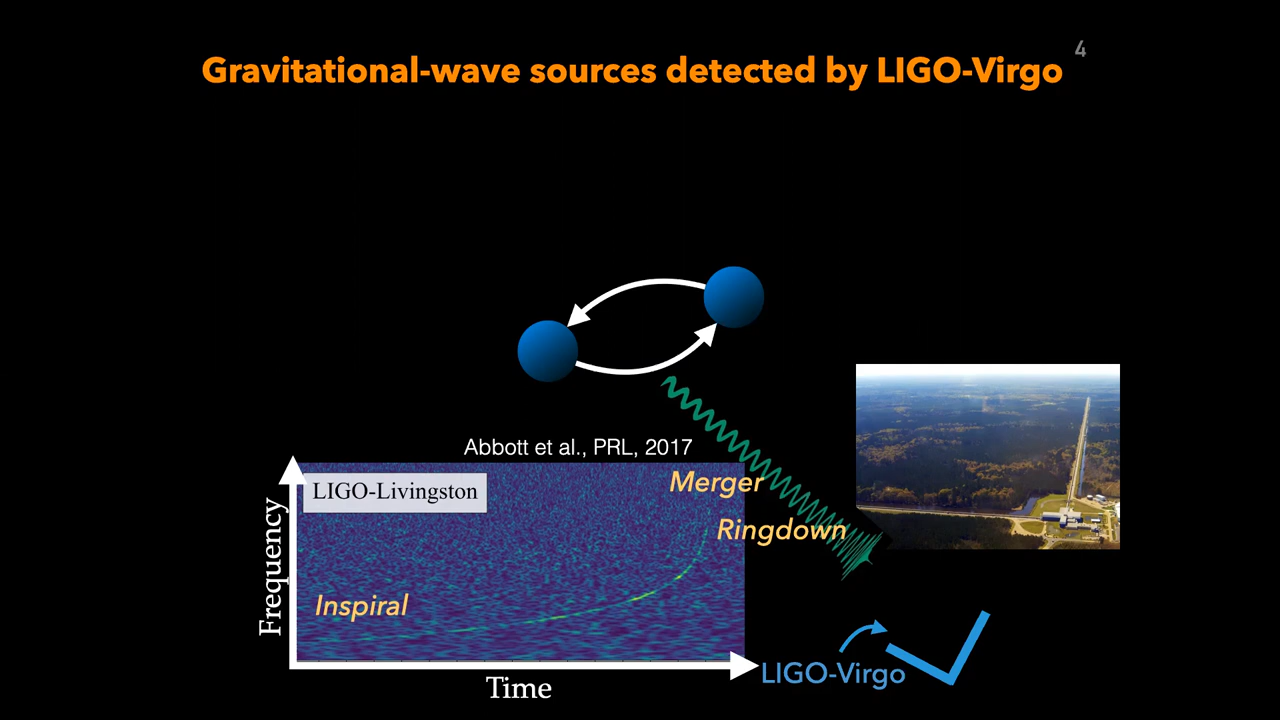 4
Gravitational-wave sources detected by LIGO-Virgo
Abbott et al., PRL, 2017
LIGO-Livingston
Merger
Ringdown
Inspiral
Frequency
Time
LIGO-Virgo